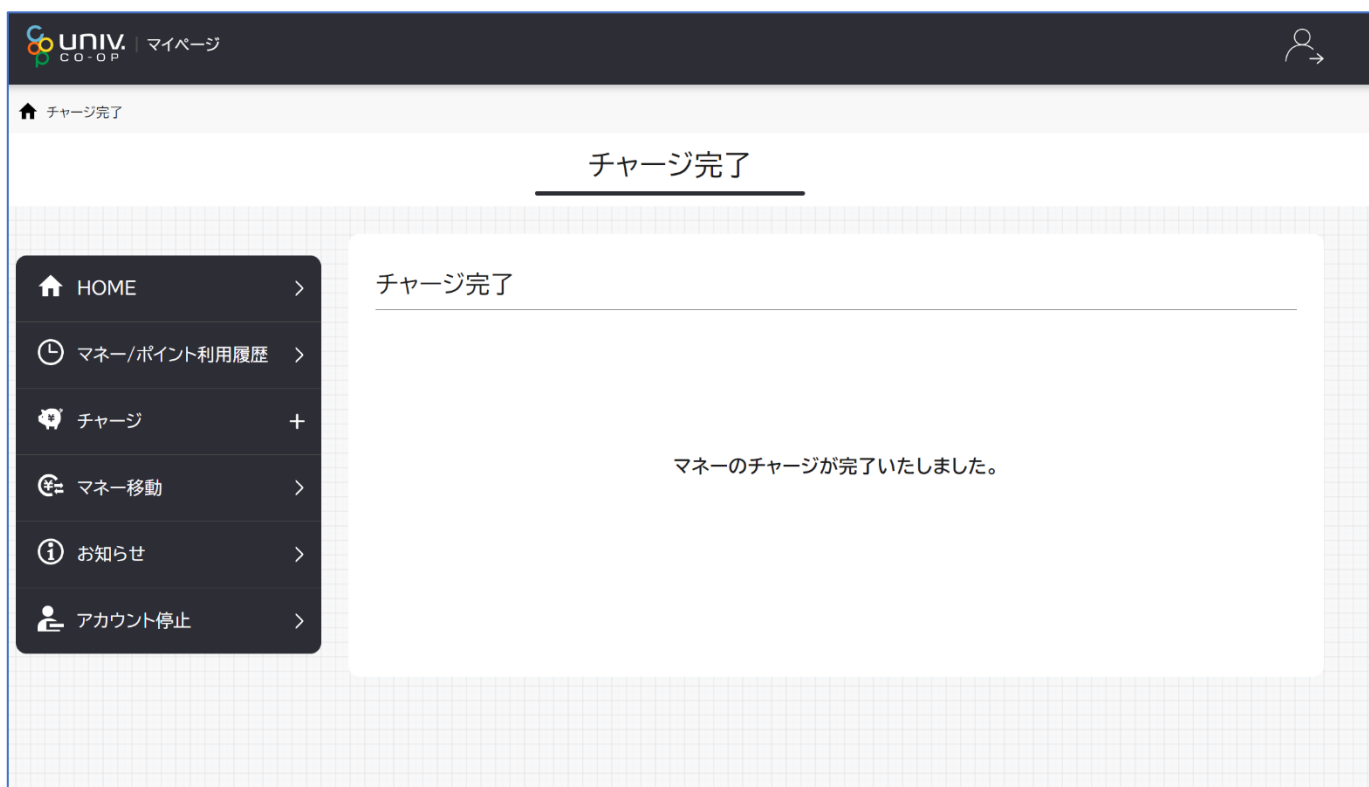 UNIV. CO-OP マイページ
チャージ完了
チャージ完了
HOME
マネー/ポイント利用履歴
チャージ
マネー移動
お知らせ
アカウント停止
チャージ完了
マネーのチャージが完了いたしました。